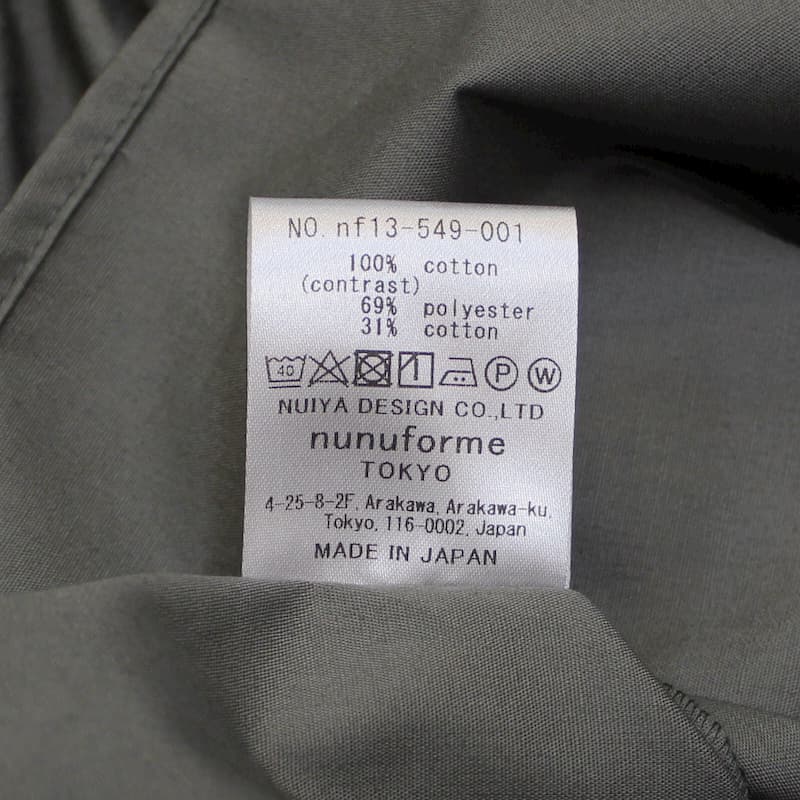 NO. nf13-549-001
100% cotton
(contrast)
69% polyester
31% cotton
40 P W
NUIYA DESIGN CO.,LTD
nunuforme
TOKYO
4-25-8-2F, Arakawa, Arakawa-ku,
Tokyo, 116-0002, Japan
MADE IN JAPAN